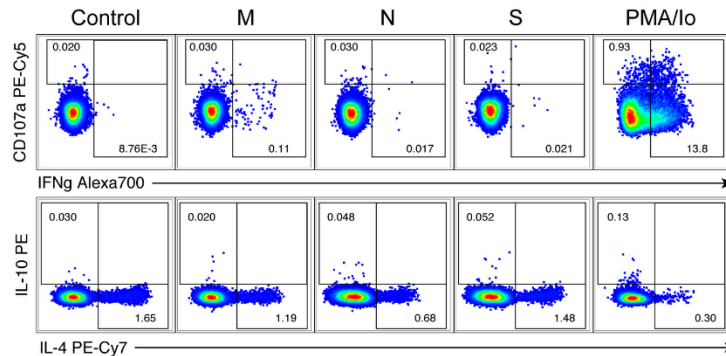 Control M N S PMA/Io
CD107a PE-Cy5
0.020 0.030 0.030 0.023 0.93
8.76E-3 0.11 0.017 0.021 13.8
IFNg Alexa700
IL-10 PE
0.030 0.020 0.048 0.052 0.13
1.65 1.19 0.68 1.48 0.30
IL-4 PE-Cy7